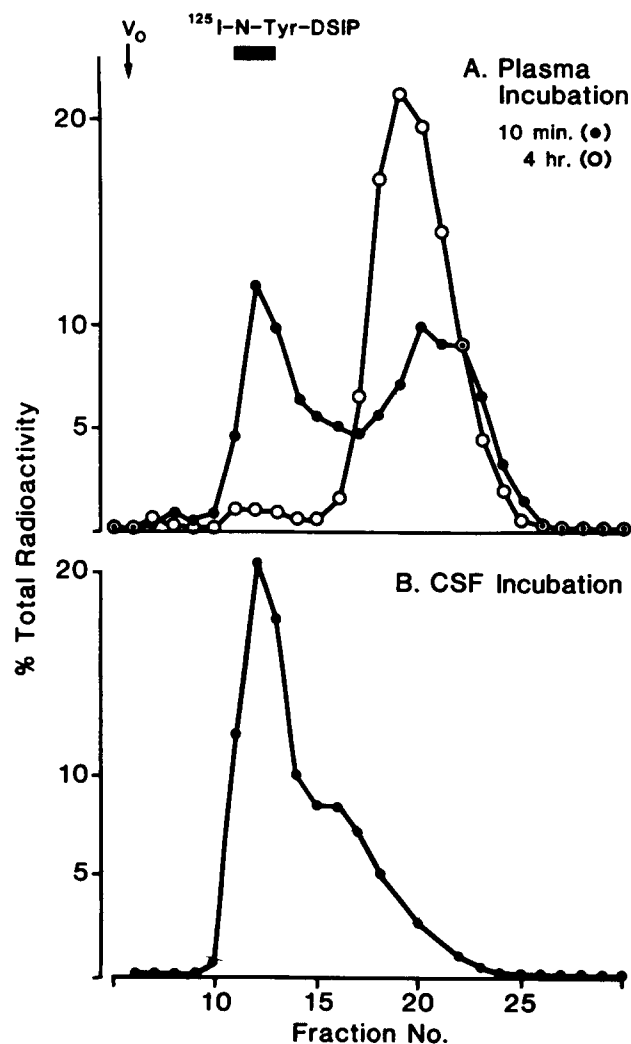 V₀
¹²⁵I-N-Tyr-DSIP
A. Plasma
Incubation
10 min. (●)
4 hr. (○)
20
10
5
% Total Radioactivity
B. CSF Incubation
20
10
5
10
15
20
25
Fraction No.